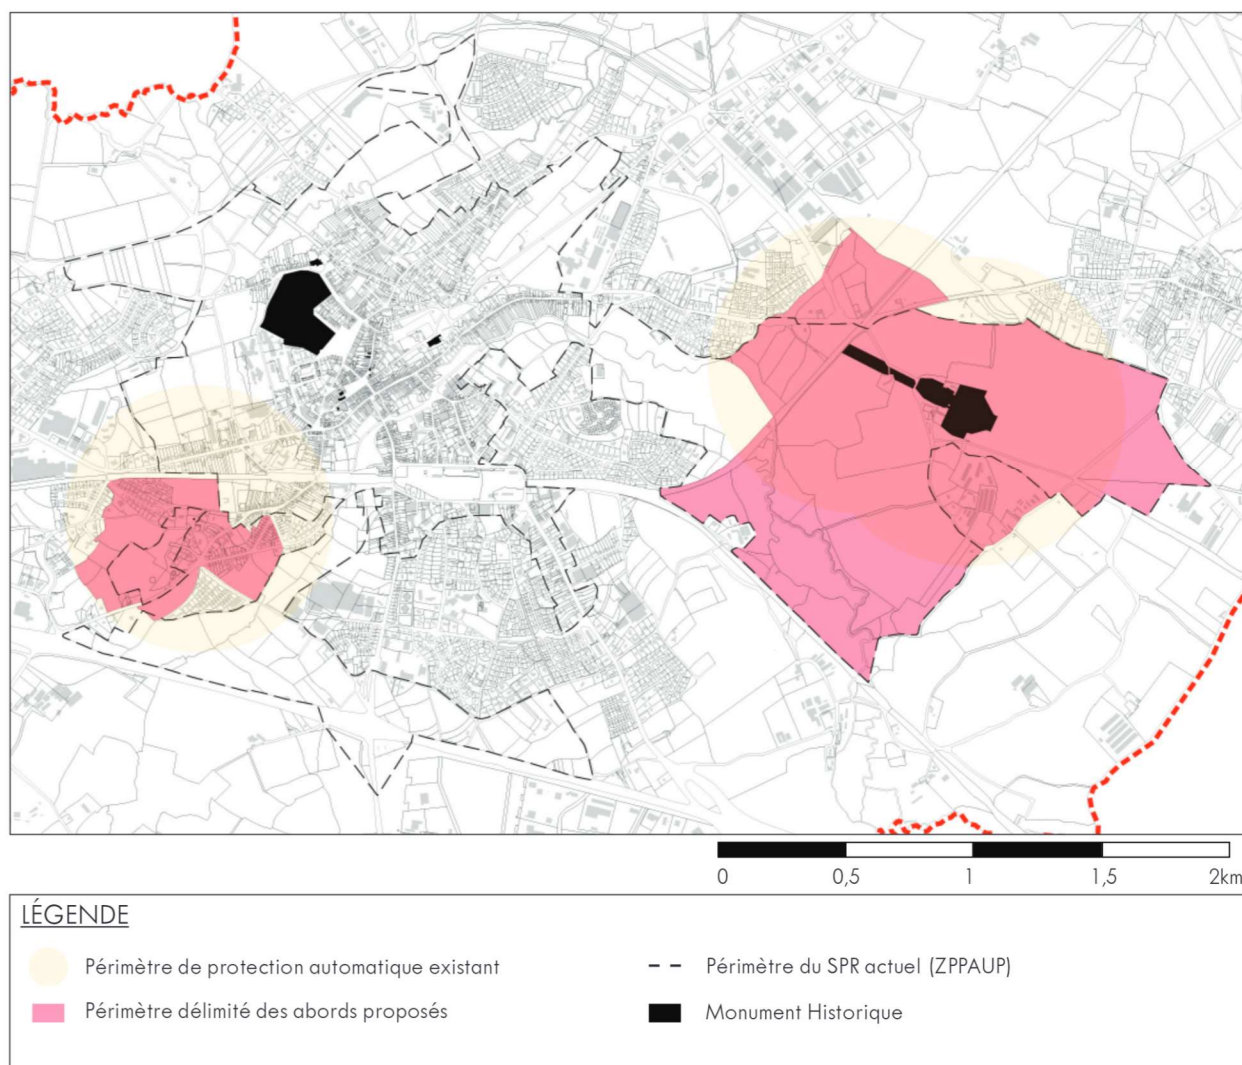 0 0,5 1 1,5 2km
LÉGENDE
Périmètre de protection automatique existant
Périmètre du SPR actuel (ZPPAUP)
Périmètre délimité des abords proposés
Monument Historique